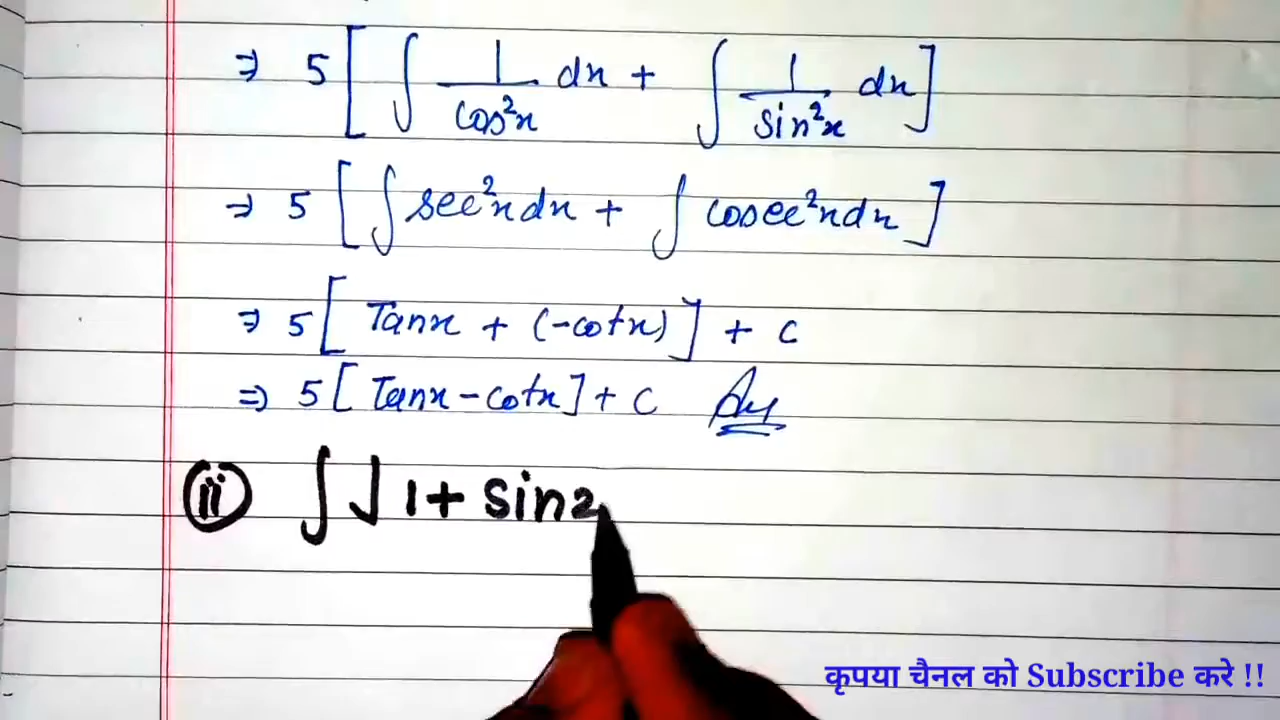 ⇒ 5 [ ∫ 1/cos²x dx + ∫ 1/sin²x dx ]
⇒ 5 [ ∫ sec²x dx + ∫ cosec²x dx ]
⇒ 5 [ Tanx + (-cotx) ] + c
⇒ 5 [ Tanx - cotx ] + c Ans
(ii) ∫ √ 1 + sin2
कृपया चैनल को Subscribe करे !!